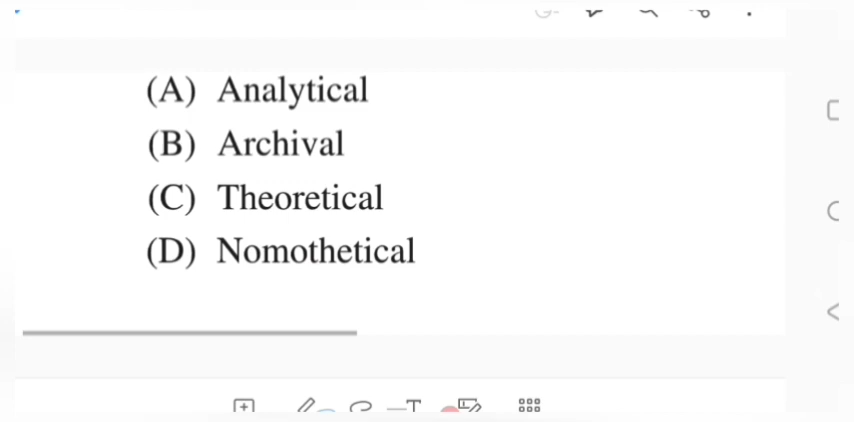 (A) Analytical
(B) Archival
(C) Theoretical
(D) Nomothetical